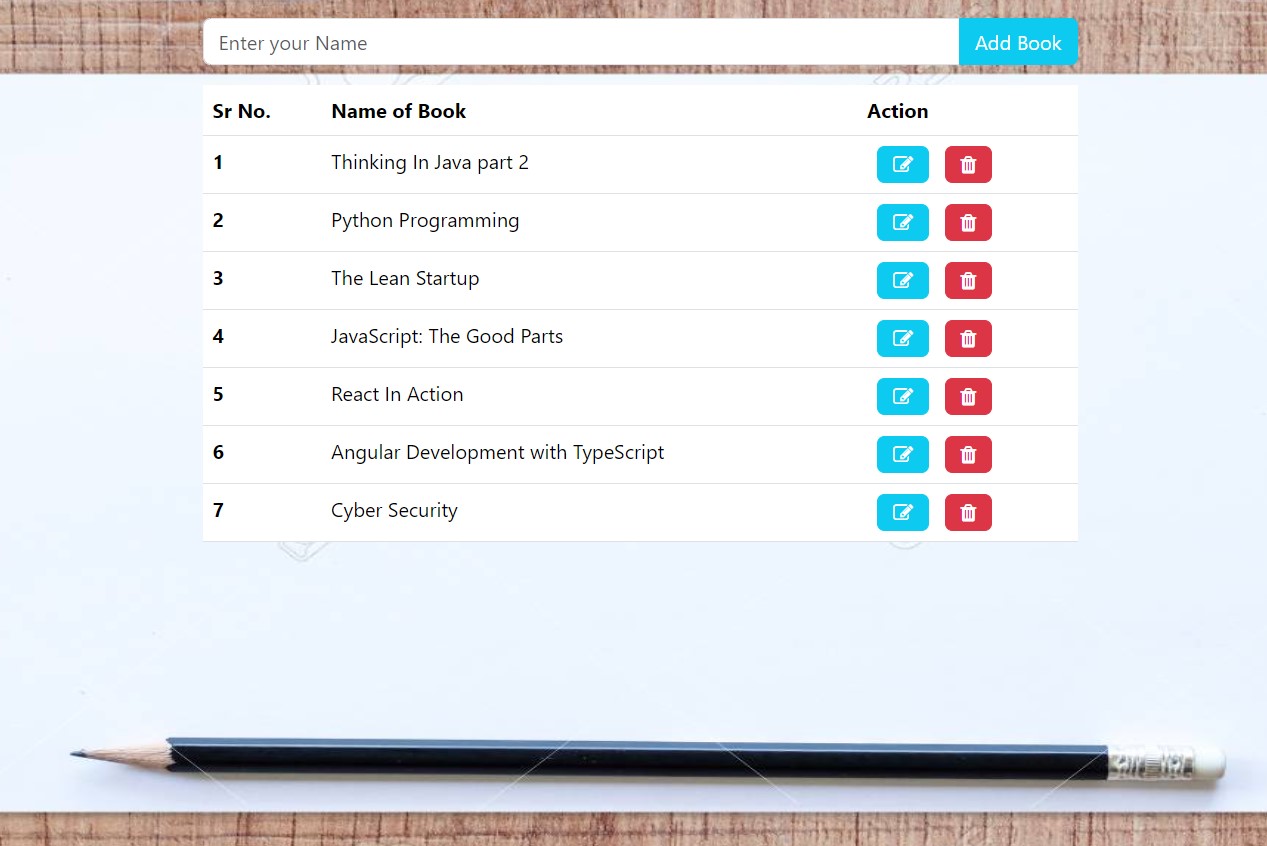 Enter your Name Add Book
Sr No. Name of Book Action
1 Thinking In Java part 2
2 Python Programming
3 The Lean Startup
4 JavaScript: The Good Parts
5 React In Action
6 Angular Development with TypeScript
7 Cyber Security